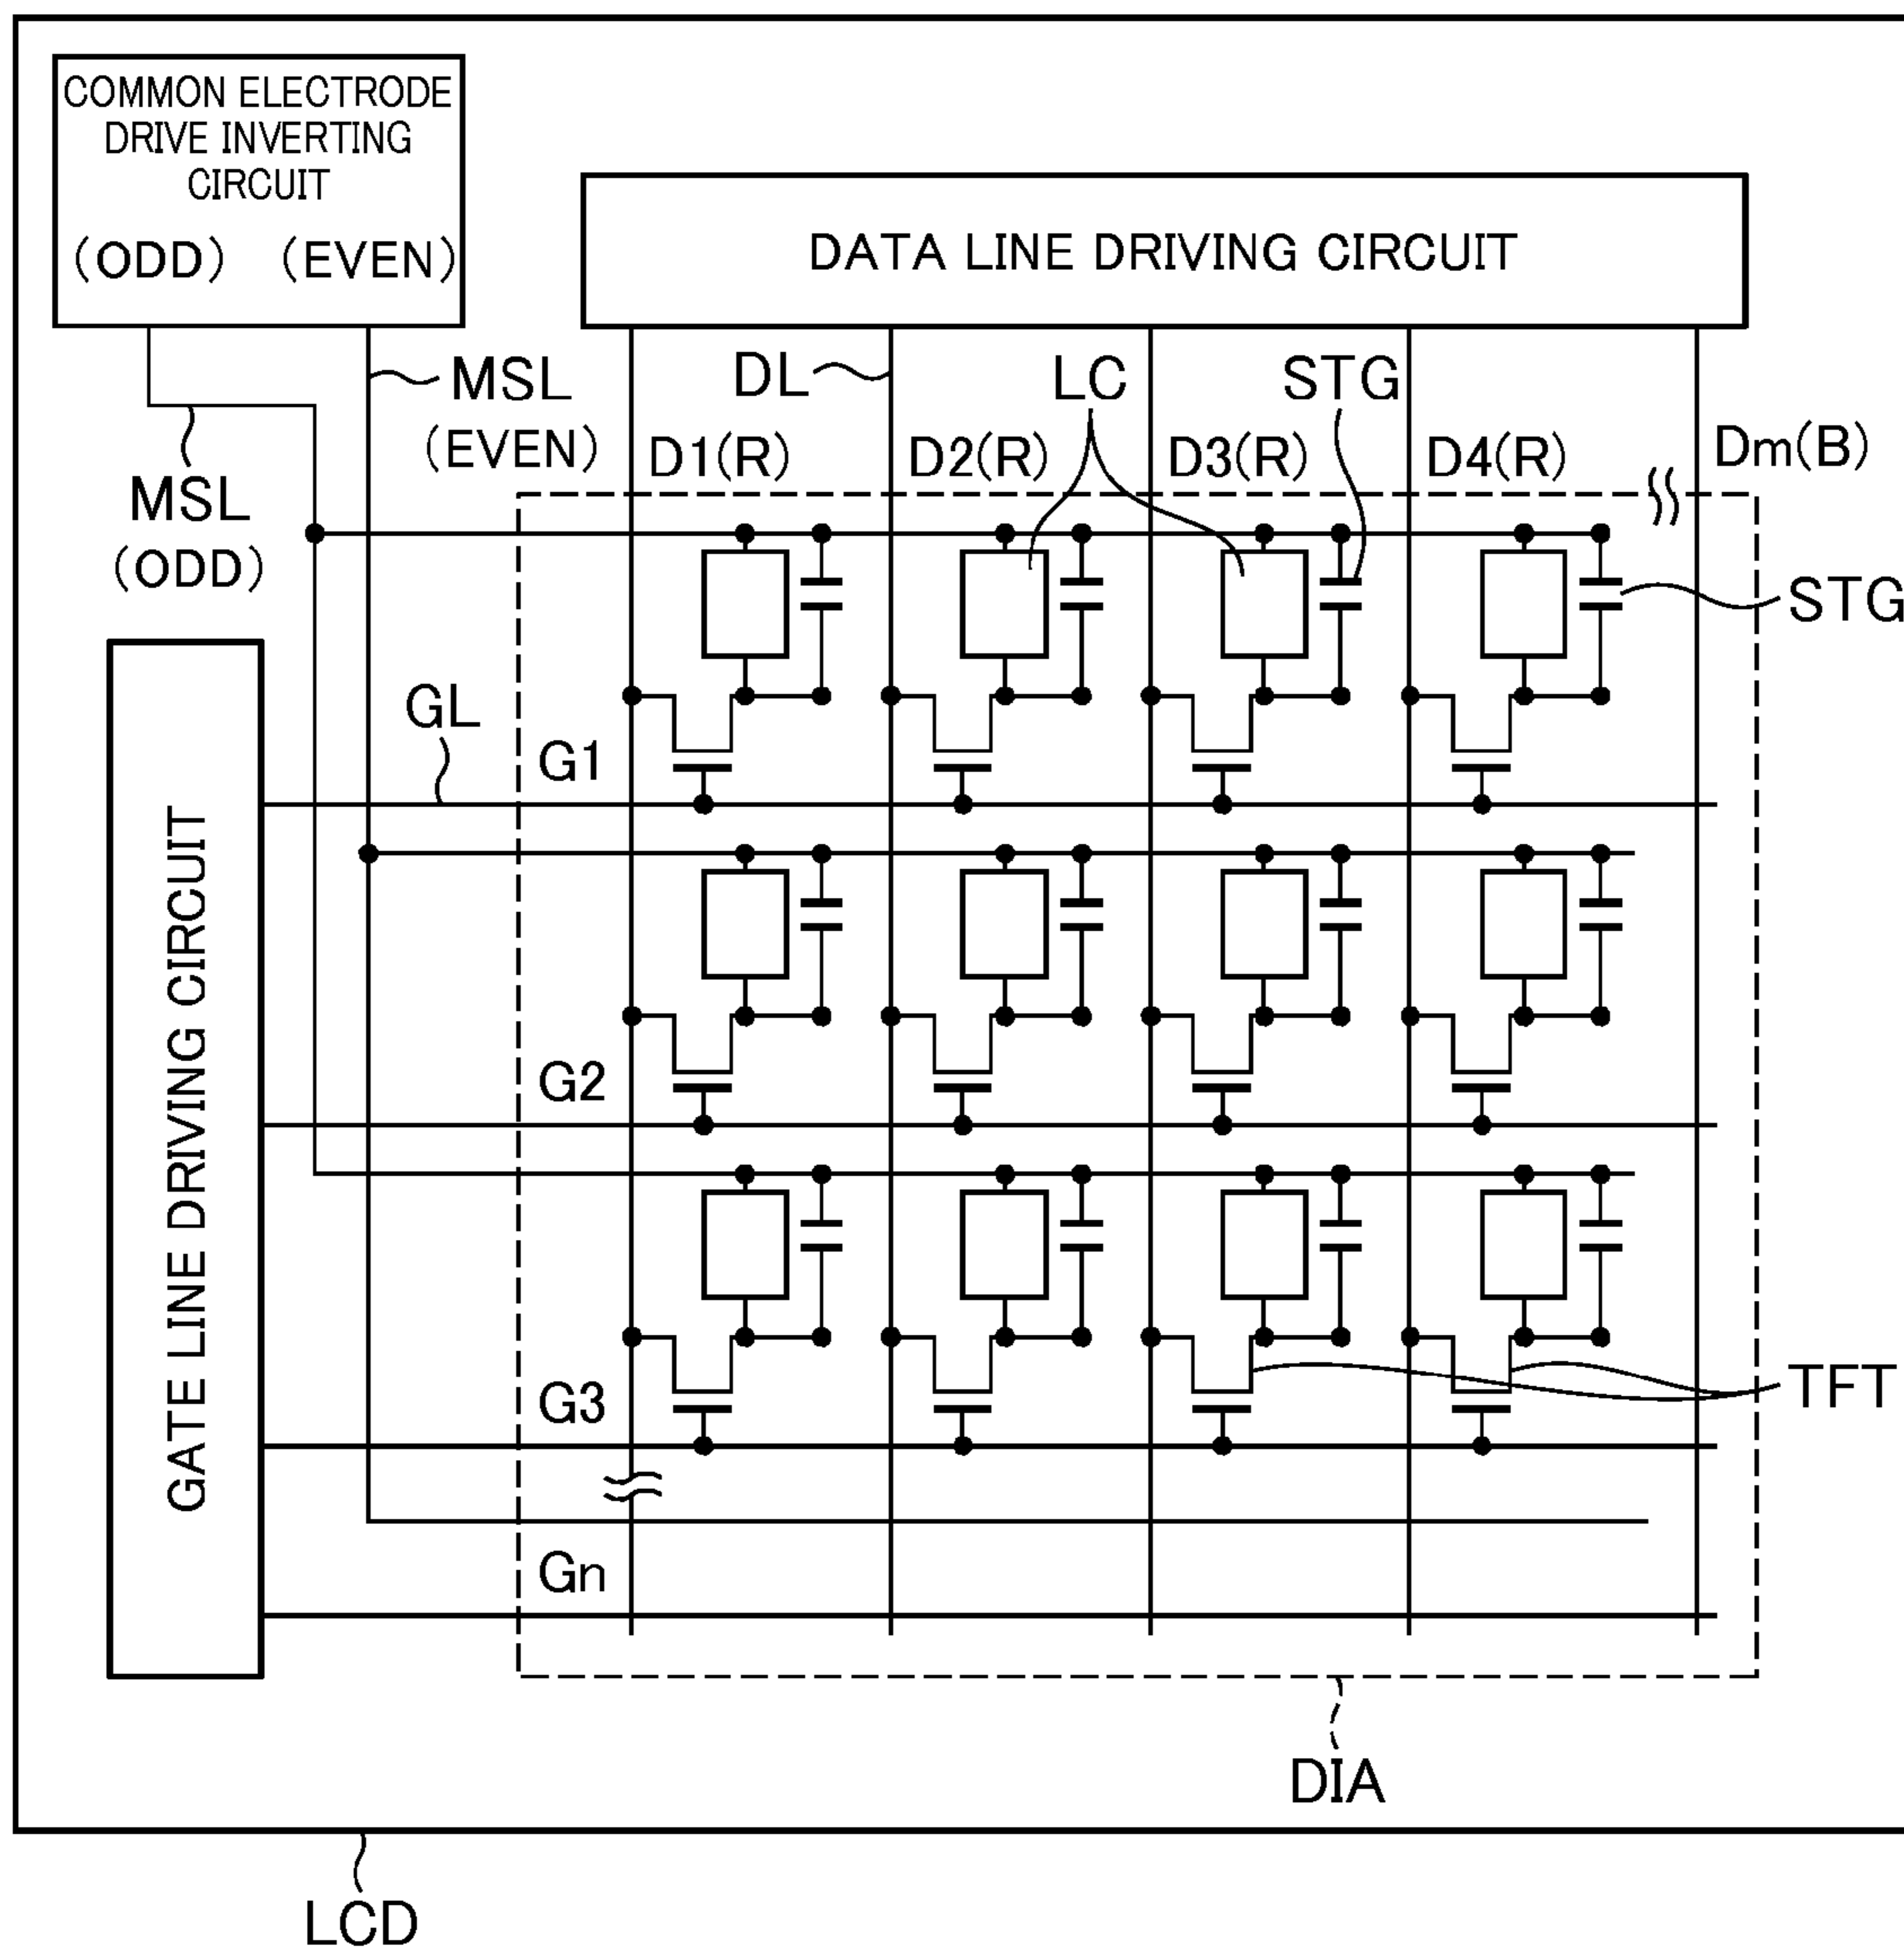 COMMON ELECTRODE
DRIVE INVERTING
CIRCUIT
(ODD) (EVEN)
DATA LINE DRIVING CIRCUIT
MSL
(EVEN)
DL
LC
STG
D1(R)
D2(R)
D3(R)
D4(R)
Dm(B)
MSL
(ODD)
STG
GL
G1
GATE LINE DRIVING CIRCUIT
G2
G3
TFT
Gn
DIA
LCD